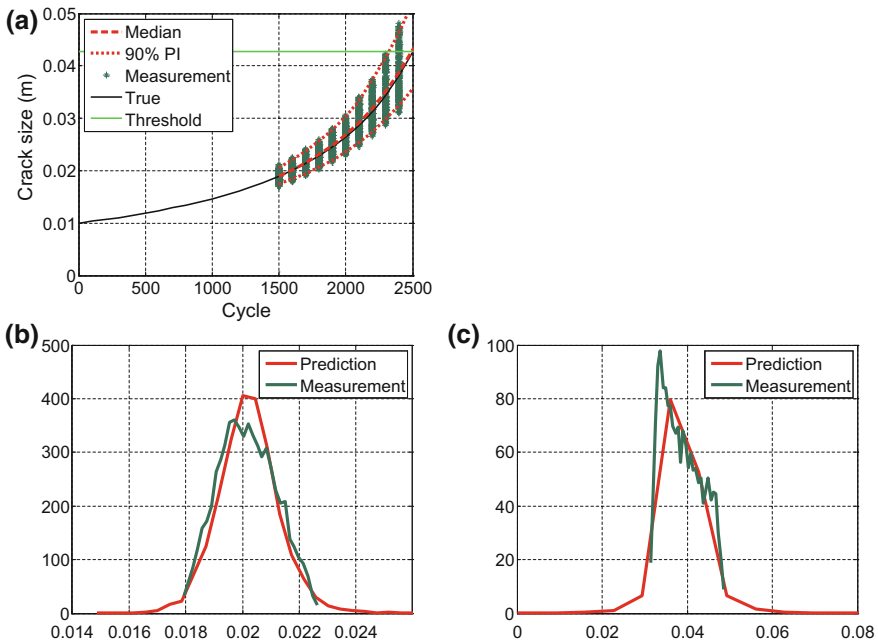 (a)
0.05
0.04
0.03
0.02
0.01
0
Crack size (m)
Median
90% PI
Measurement
True
Threshold
0 500 1000 1500 2000 2500
Cycle
(b)
500
400
300
200
100
0
Prediction
Measurement
0.014 0.016 0.018 0.02 0.022 0.024
(c)
100
80
60
40
20
0
Prediction
Measurement
0 0.02 0.04 0.06 0.08